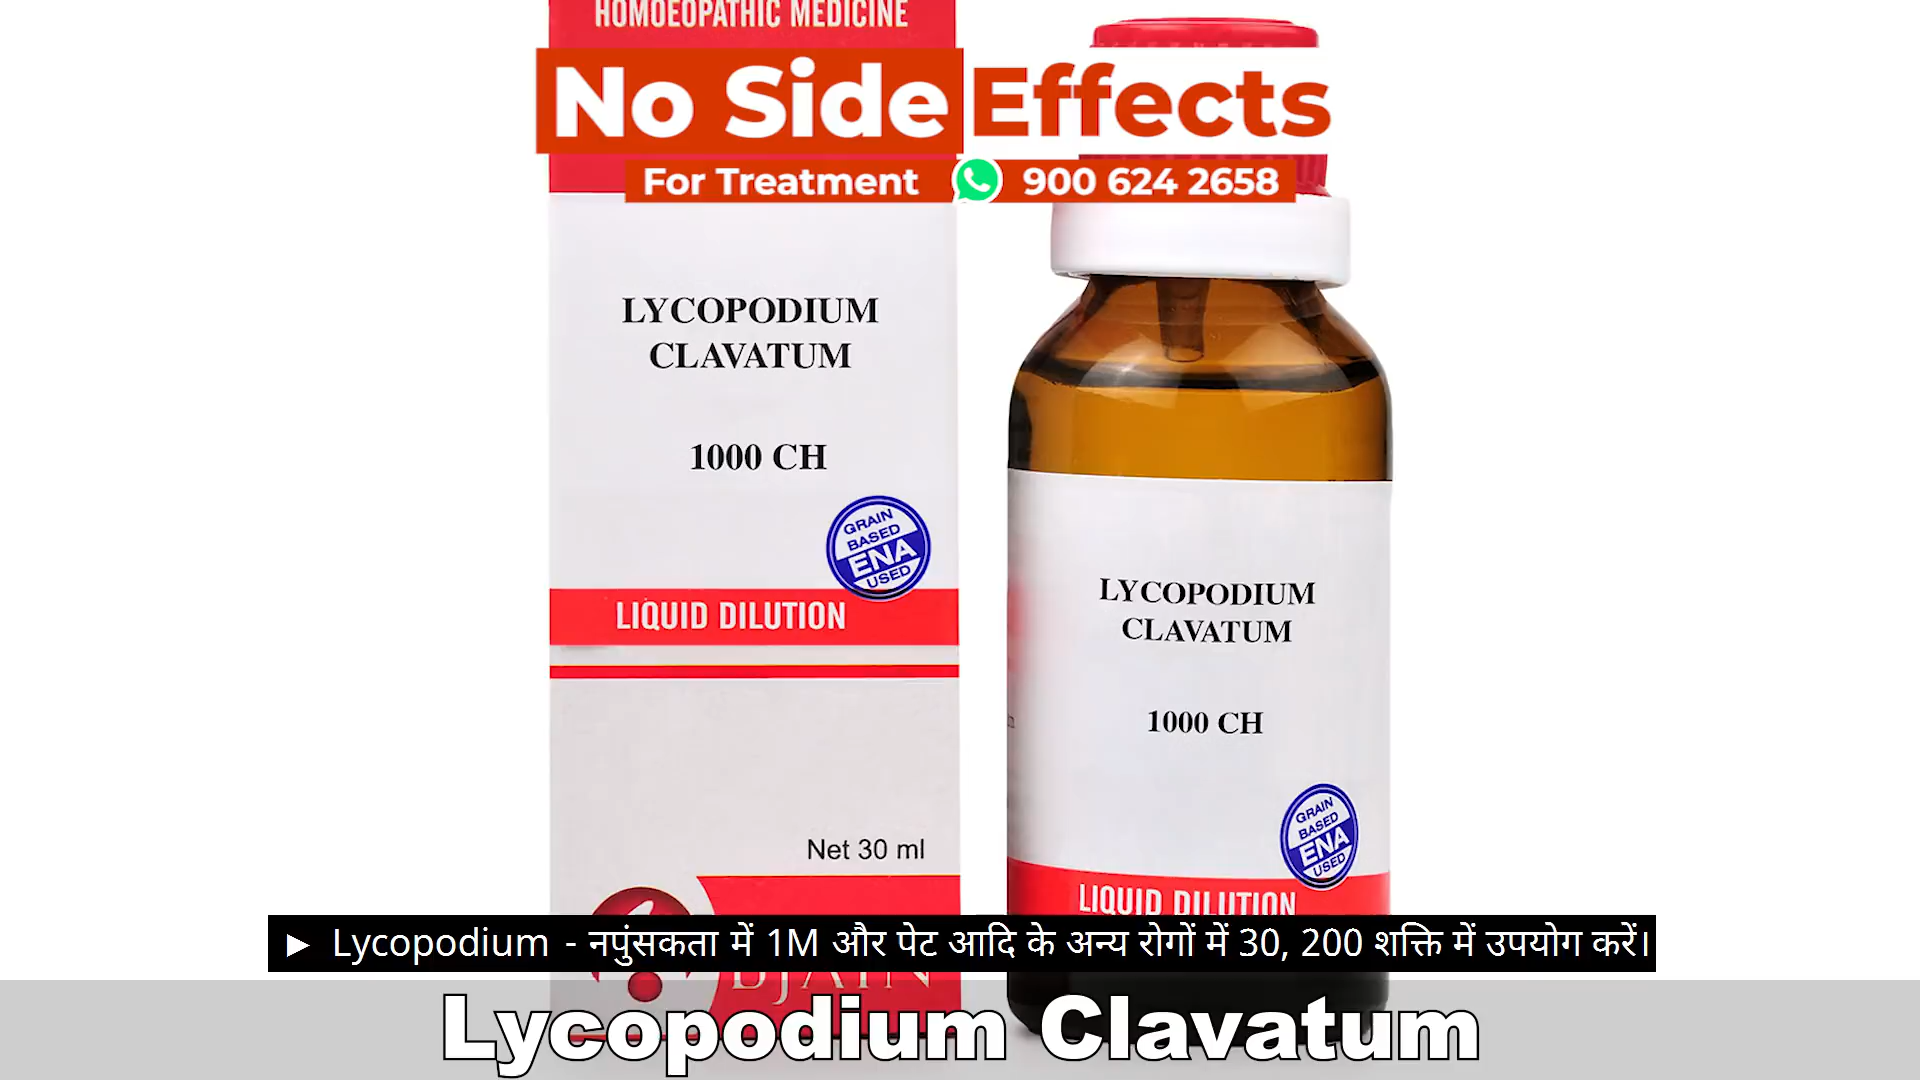 HOMOEOPATHIC MEDICINE
No Side Effects
For Treatment 900 624 2658
LYCOPODIUM
CLAVATUM
1000 CH
GRAIN
BASED
ENA
USED
LIQUID DILUTION
Net 30 ml
BJAIN
LYCOPODIUM
CLAVATUM
1000 CH
GRAIN
BASED
ENA
USED
LIQUID DILUTION
► Lycopodium - नपुंसकता में 1M और पेट आदि के अन्य रोगों में 30, 200 शक्ति में उपयोग करें।
Lycopodium Clavatum